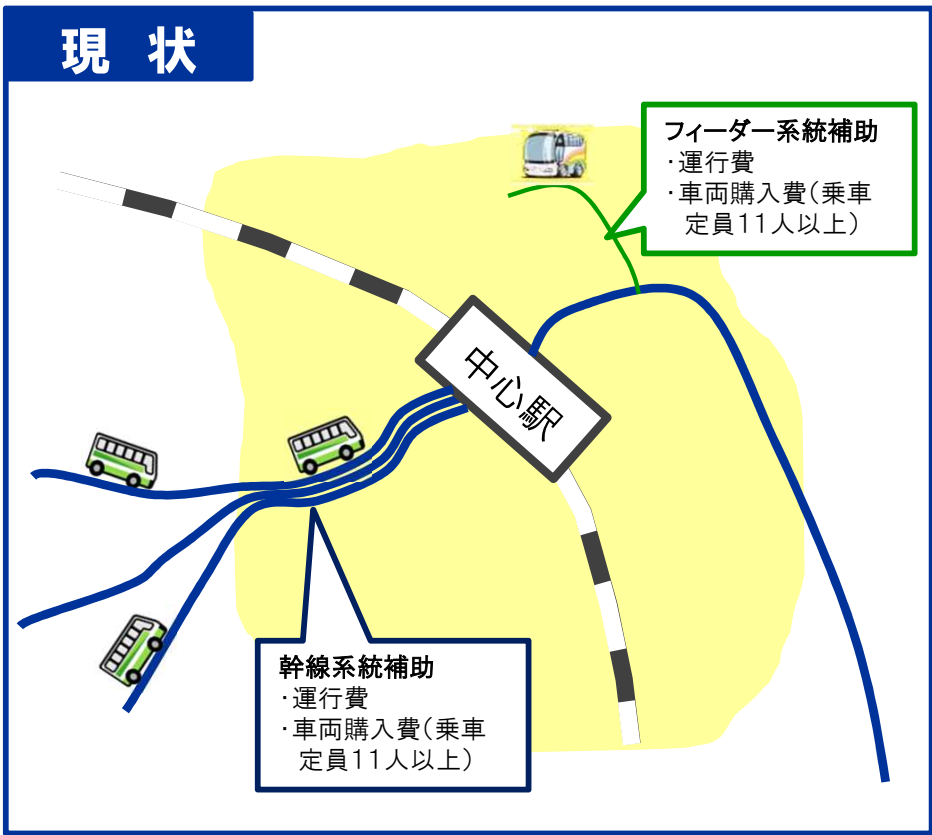 現状
フィーダー系統補助
・運行費
・車両購入費(乗車
定員11人以上)
中心駅
幹線系統補助
・運行費
・車両購入費(乗車
定員11人以上)